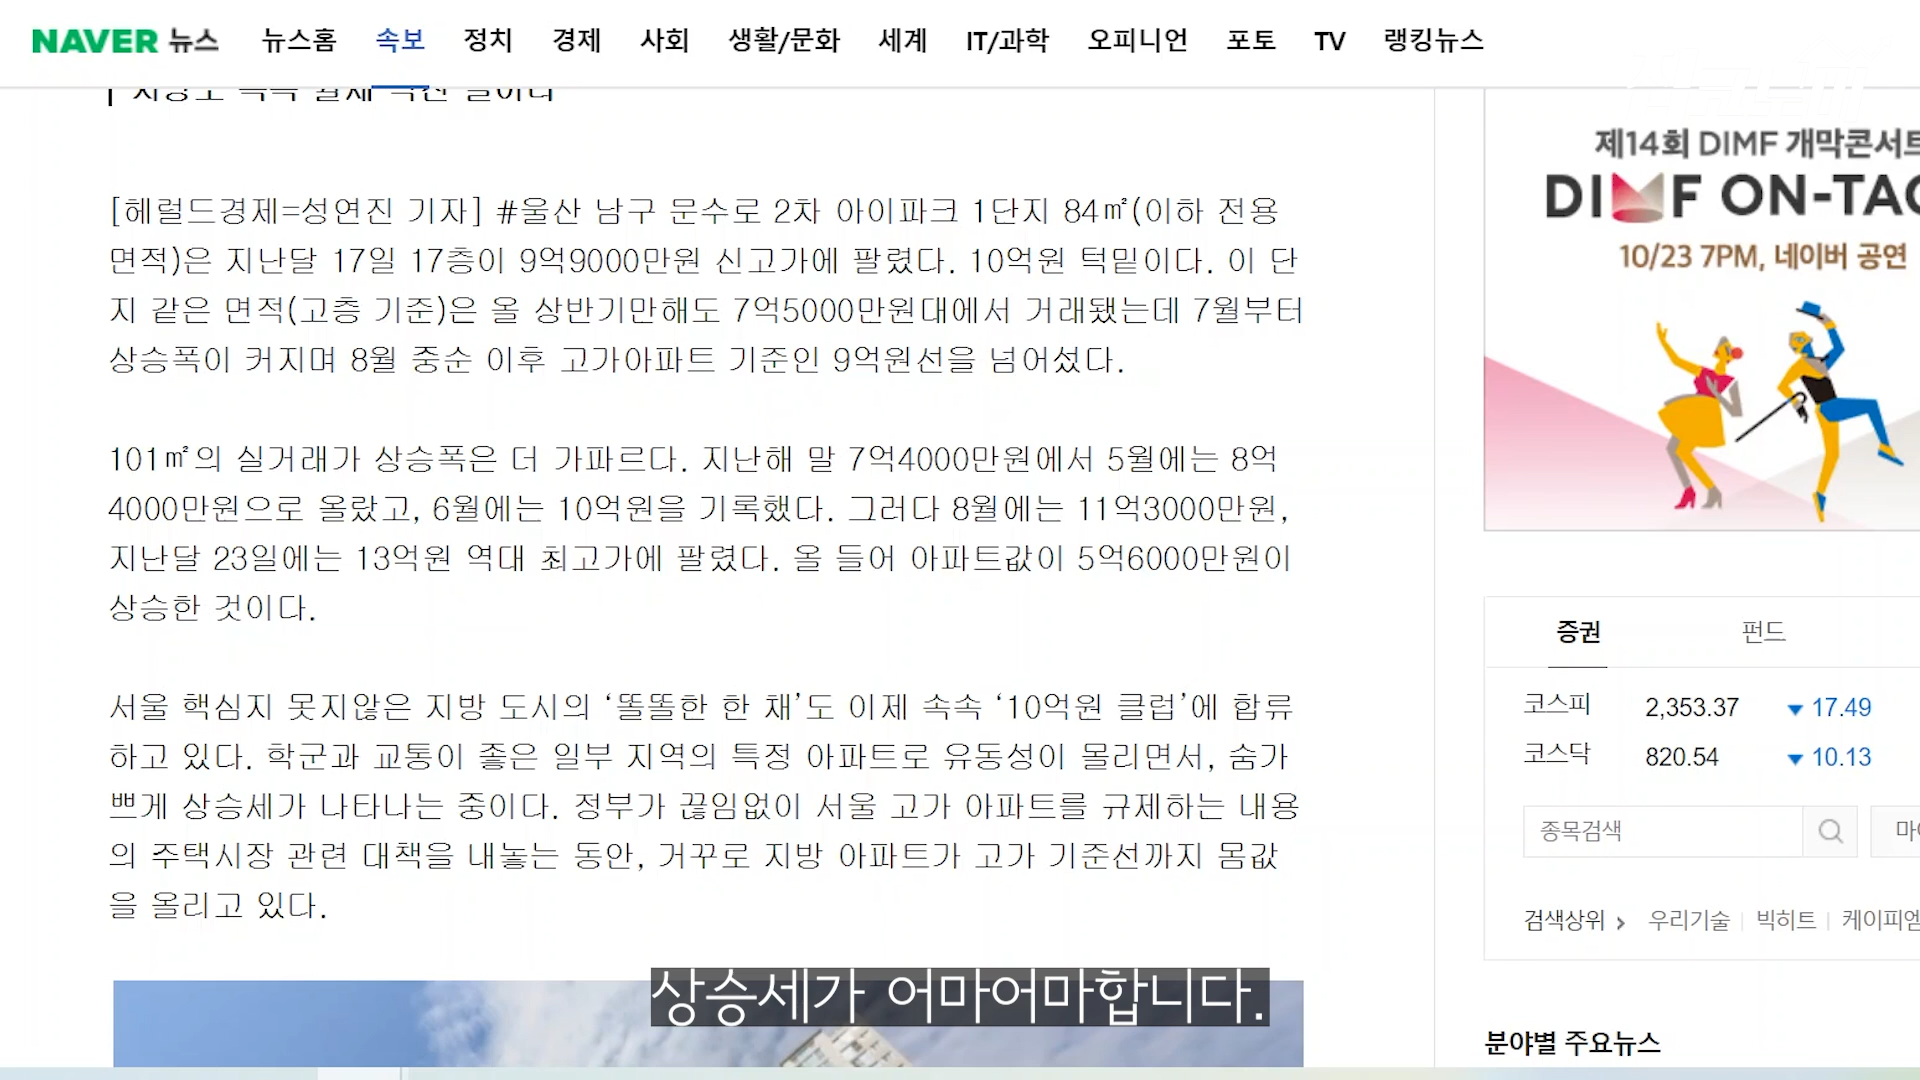 NAVER 뉴스 뉴스홈 속보 정치 경제 사회 생활/문화 세계 IT/과학 오피니언 포토 TV 랭킹뉴스
[헤럴드경제=성연진 기자] #울산 남구 문수로 2차 아이파크 1단지 84㎡(이하 전용
면적)은 지난달 17일 17층이 9억9000만원 신고가에 팔렸다. 10억원 턱밑이다. 이 단
지 같은 면적(고층 기준)은 올 상반기만해도 7억5000만원대에서 거래됐는데 7월부터
상승폭이 커지며 8월 중순 이후 고가아파트 기준인 9억원선을 넘어섰다.
101㎡의 실거래가 상승폭은 더 가파르다. 지난해 말 7억4000만원에서 5월에는 8억
4000만원으로 올랐고, 6월에는 10억원을 기록했다. 그러다 8월에는 11억3000만원,
지난달 23일에는 13억원 역대 최고가에 팔렸다. 올 들어 아파트값이 5억6000만원이
상승한 것이다.
서울 핵심지 못지않은 지방 도시의 ‘똘똘한 한 채’도 이제 속속 ‘10억원 클럽’에 합류
하고 있다. 학군과 교통이 좋은 일부 지역의 특정 아파트로 유동성이 몰리면서, 숨가
쁘게 상승세가 나타나는 중이다. 정부가 끊임없이 서울 고가 아파트를 규제하는 내용
의 주택시장 관련 대책을 내놓는 동안, 거꾸로 지방 아파트가 고가 기준선까지 몸값
을 올리고 있다.
상승세가 어마어마합니다.
제14회 DIMF 개막콘서트
DIMF ON-TAC
10/23 7PM, 네이버 공연
증권 펀드
코스피 2,353.37 ▼ 17.49
코스닥 820.54 ▼ 10.13
종목검색
검색상위 > 우리기술 | 빅히트 | 케이피엠
분야별 주요뉴스